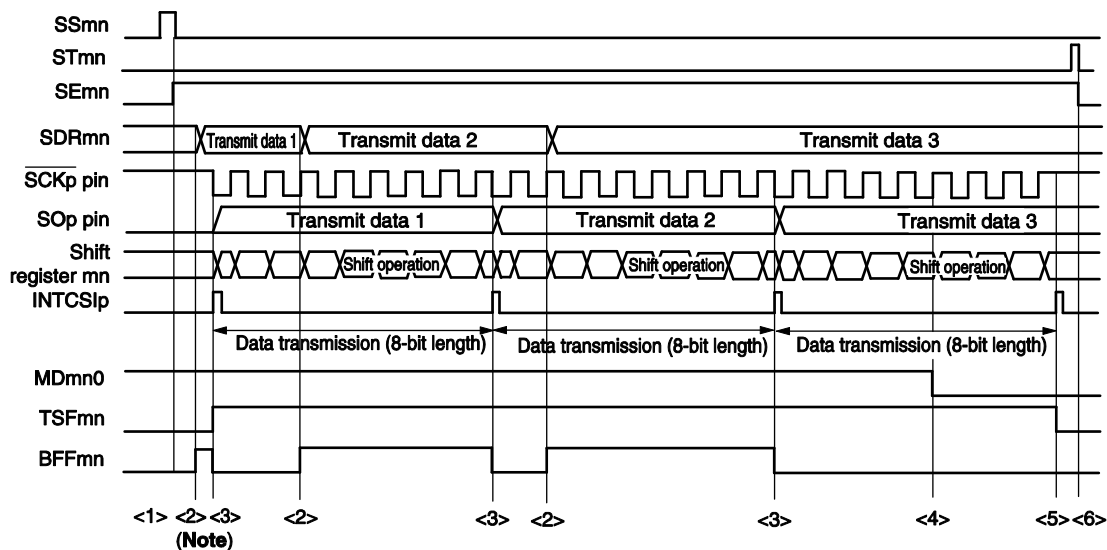 SSmn
STmn
SEmn
SDRmn Transmit data 1 Transmit data 2 Transmit data 3
SCKp pin
SOp pin Transmit data 1 Transmit data 2 Transmit data 3
Shift
register mn Shift operation Shift operation Shift operation
INTCSIp
Data transmission (8-bit length) Data transmission (8-bit length) Data transmission (8-bit length)
MDmn0
TSFmn
BFFmn
<1> <2> <3> <2> <3> <2> <3> <4> <5> <6>
(Note)